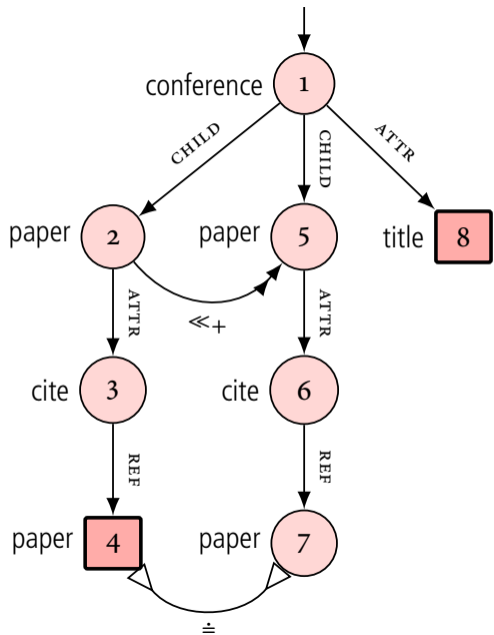 conference 1
CHILD CHILD ATTR
paper 2 paper 5 title 8
≪+
ATTR ATTR
cite 3 cite 6
REF REF
paper 4 paper 7
≐